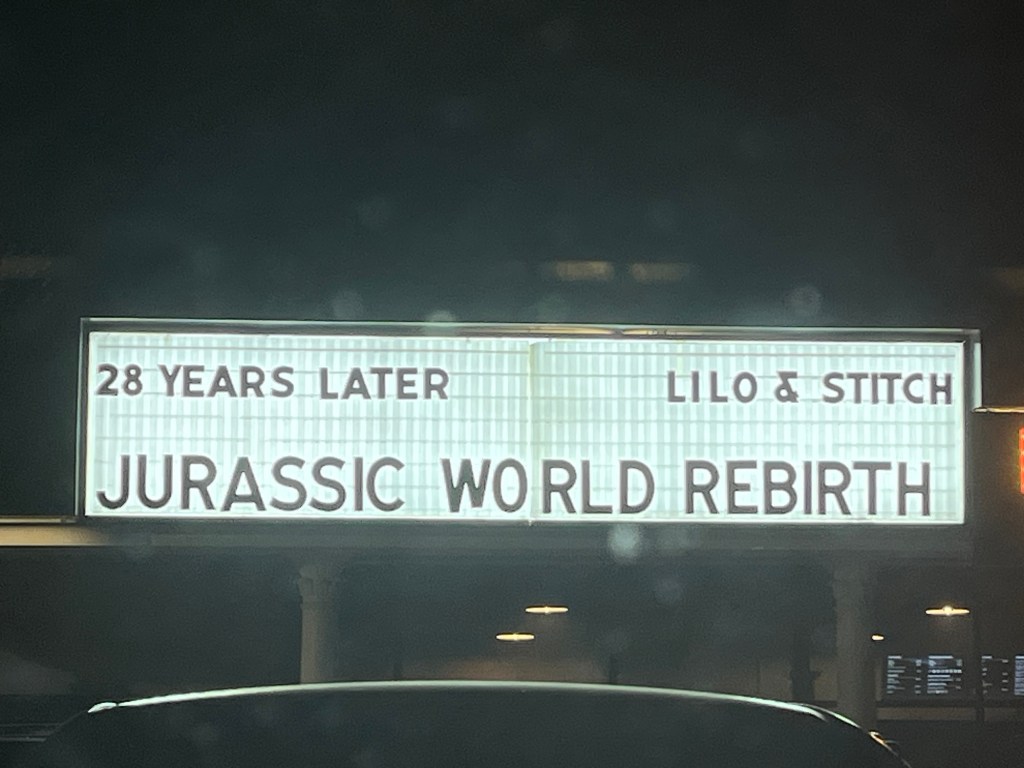 28 YEARS LATER LILO & STITCH
JURASSIC WORLD REBIRTH